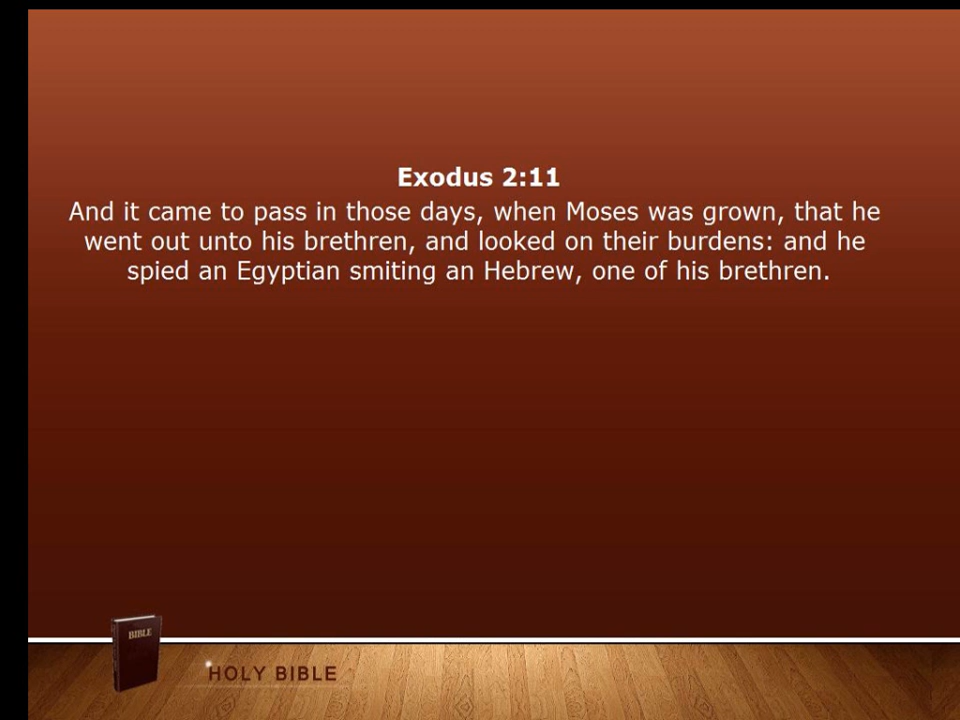 Exodus 2:11
And it came to pass in those days, when Moses was grown, that he
went out unto his brethren, and looked on their burdens: and he
spied an Egyptian smiting an Hebrew, one of his brethren.
BIBLE
HOLY BIBLE